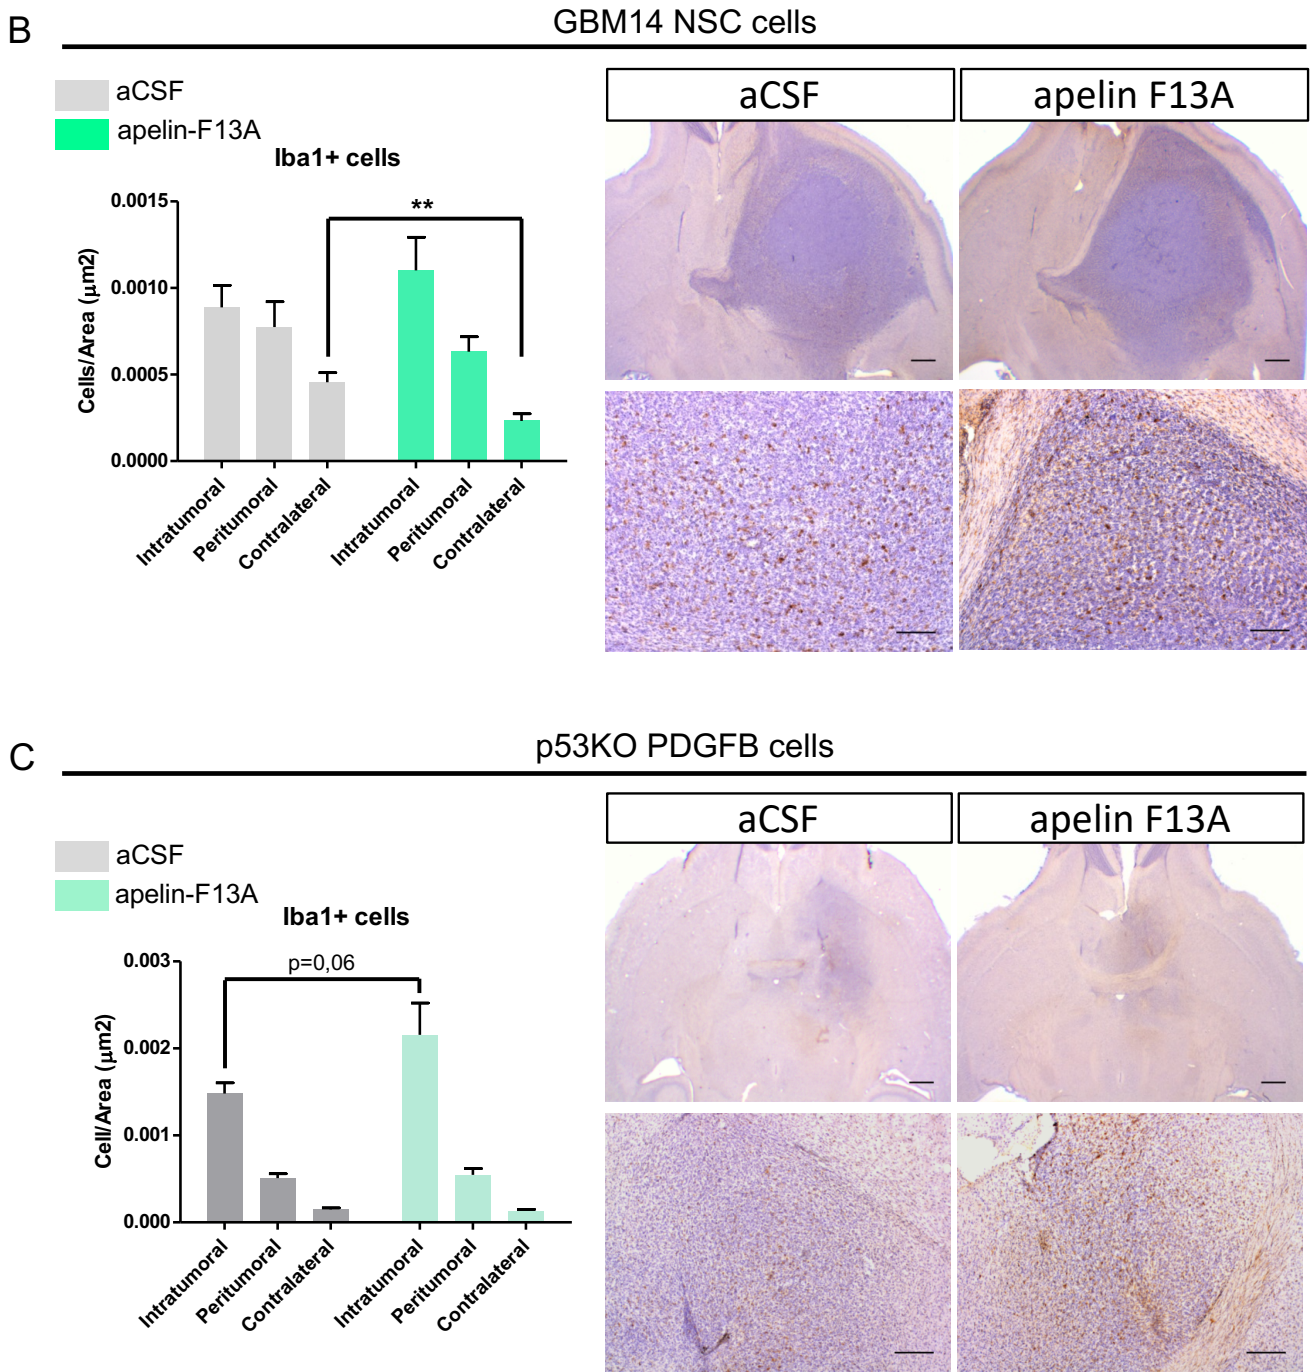 B
GBM14 NSC cells
aCSF
apelin-F13A
Iba1+ cells
Cells/Area (μm2)
0.0015
0.0010
0.0005
0.0000
**
Intratumoral
Peritumoral
Contralateral
Intratumoral
Peritumoral
Contralateral
aCSF
apelin F13A
C
p53KO PDGFB cells
aCSF
apelin-F13A
Iba1+ cells
Cell/Area (μm2)
0.003
0.002
0.001
0.000
p=0,06
Intratumoral
Peritumoral
Contralateral
Intratumoral
Peritumoral
Contralateral
aCSF
apelin F13A